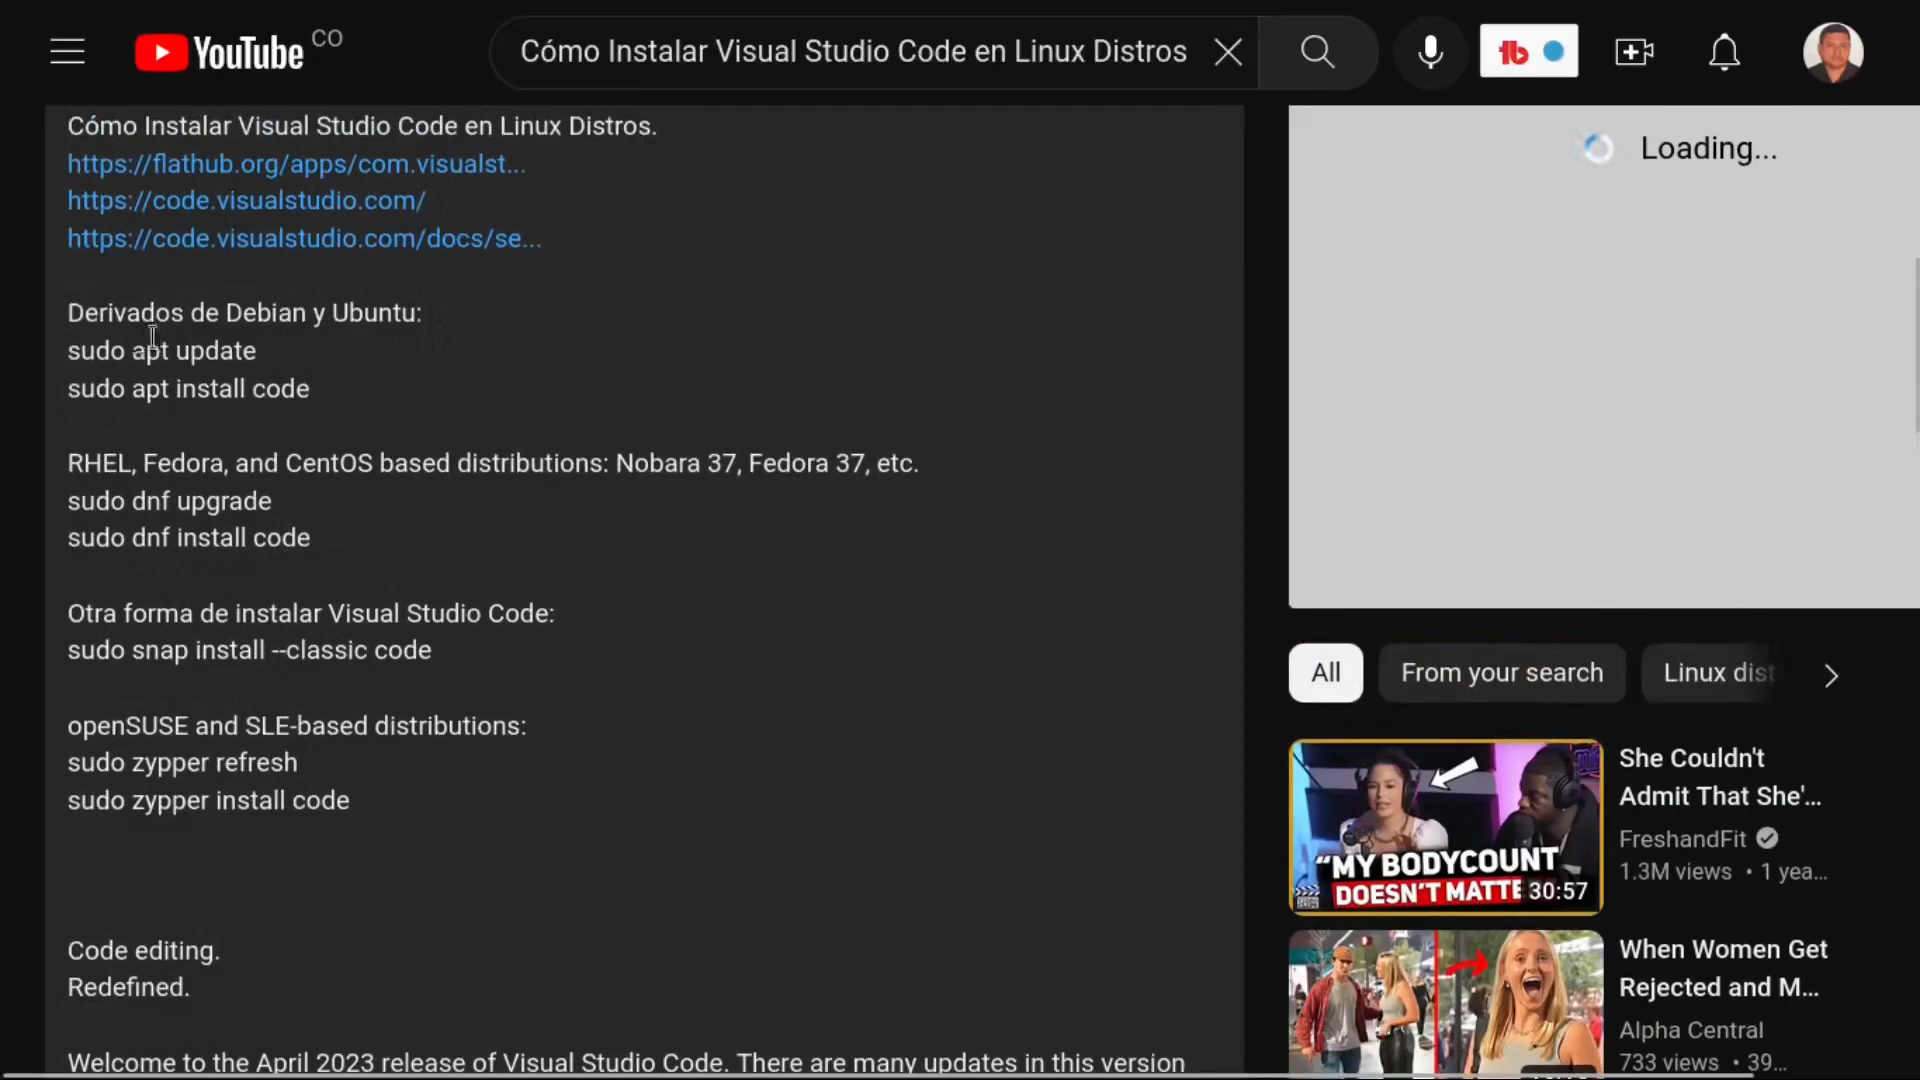 YouTube CO
Cómo Instalar Visual Studio Code en Linux Distros
Cómo Instalar Visual Studio Code en Linux Distros.
https://flathub.org/apps/com.visualst...
https://code.visualstudio.com/
https://code.visualstudio.com/docs/se...
Derivados de Debian y Ubuntu:
sudo apt update
sudo apt install code
RHEL, Fedora, and CentOS based distributions: Nobara 37, Fedora 37, etc.
sudo dnf upgrade
sudo dnf install code
Otra forma de instalar Visual Studio Code:
sudo snap install --classic code
openSUSE and SLE-based distributions:
sudo zypper refresh
sudo zypper install code
Code editing.
Redefined.
Welcome to the April 2023 release of Visual Studio Code. There are many updates in this version
Loading...
All
From your search
Linux dist
"MY BODYCOUNT
DOESN'T MATTE
30:57
She Couldn't
Admit That She'...
FreshandFit
1.3M views • 1 yea...
When Women Get
Rejected and M...
Alpha Central
733 views • 39...